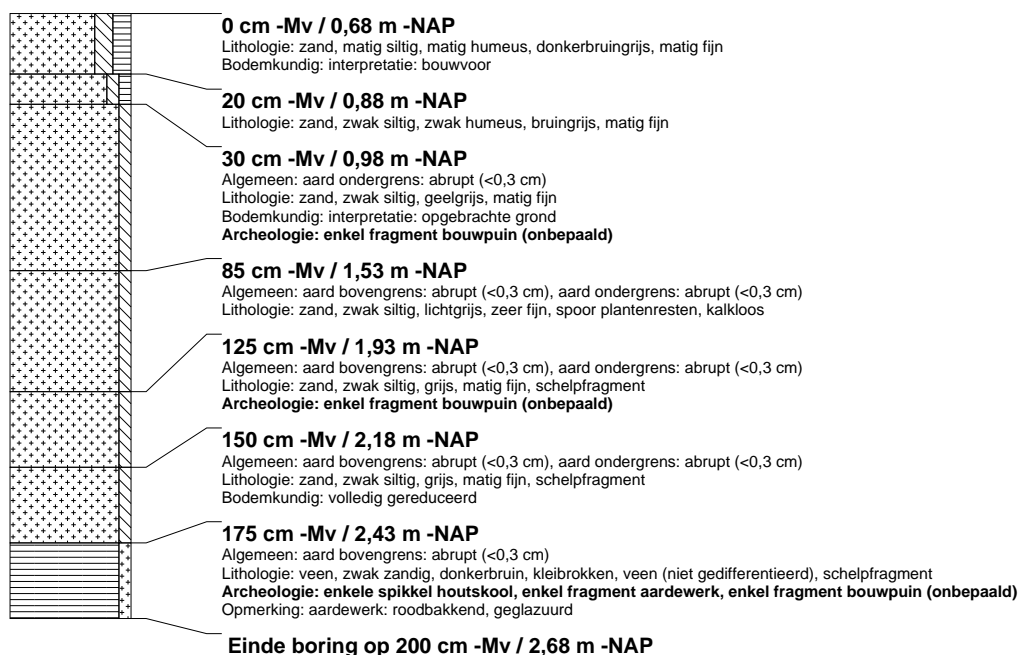 0 cm -Mv / 0,68 m -NAP
Lithologie: zand, matig siltig, matig humeus, donkerbruingrijs, matig fijn
Bodemkundig: interpretatie: bouwvoor
20 cm -Mv / 0,88 m -NAP
Lithologie: zand, zwak siltig, zwak humeus, bruingrijs, matig fijn
30 cm -Mv / 0,98 m -NAP
Algemeen: aard ondergrens: abrupt (<0,3 cm)
Lithologie: zand, zwak siltig, geelgrijs, matig fijn
Bodemkundig: interpretatie: opgebrachte grond
Archeologie: enkel fragment bouwpuin (onbepaald)
85 cm -Mv / 1,53 m -NAP
Algemeen: aard bovengrens: abrupt (<0,3 cm), aard ondergrens: abrupt (<0,3 cm)
Lithologie: zand, zwak siltig, lichtgrijs, zeer fijn, spoor plantenresten, kalkloos
125 cm -Mv / 1,93 m -NAP
Algemeen: aard bovengrens: abrupt (<0,3 cm), aard ondergrens: abrupt (<0,3 cm)
Lithologie: zand, zwak siltig, grijs, matig fijn, schelpfragment
Archeologie: enkel fragment bouwpuin (onbepaald)
150 cm -Mv / 2,18 m -NAP
Algemeen: aard bovengrens: abrupt (<0,3 cm), aard ondergrens: abrupt (<0,3 cm)
Lithologie: zand, zwak siltig, grijs, matig fijn, schelpfragment
Bodemkundig: volledig gereduceerd
175 cm -Mv / 2,43 m -NAP
Algemeen: aard bovengrens: abrupt (<0,3 cm)
Lithologie: veen, zwak zandig, donkerbruin, kleibrokken, veen (niet gedifferentieerd), schelpfragment
Archeologie: enkele spikkel houtskool, enkel fragment aardewerk, enkel fragment bouwpuin (onbepaald)
Opmerking: aardewerk: roodbakkend, geglazuurd
Einde boring op 200 cm -Mv / 2,68 m -NAP